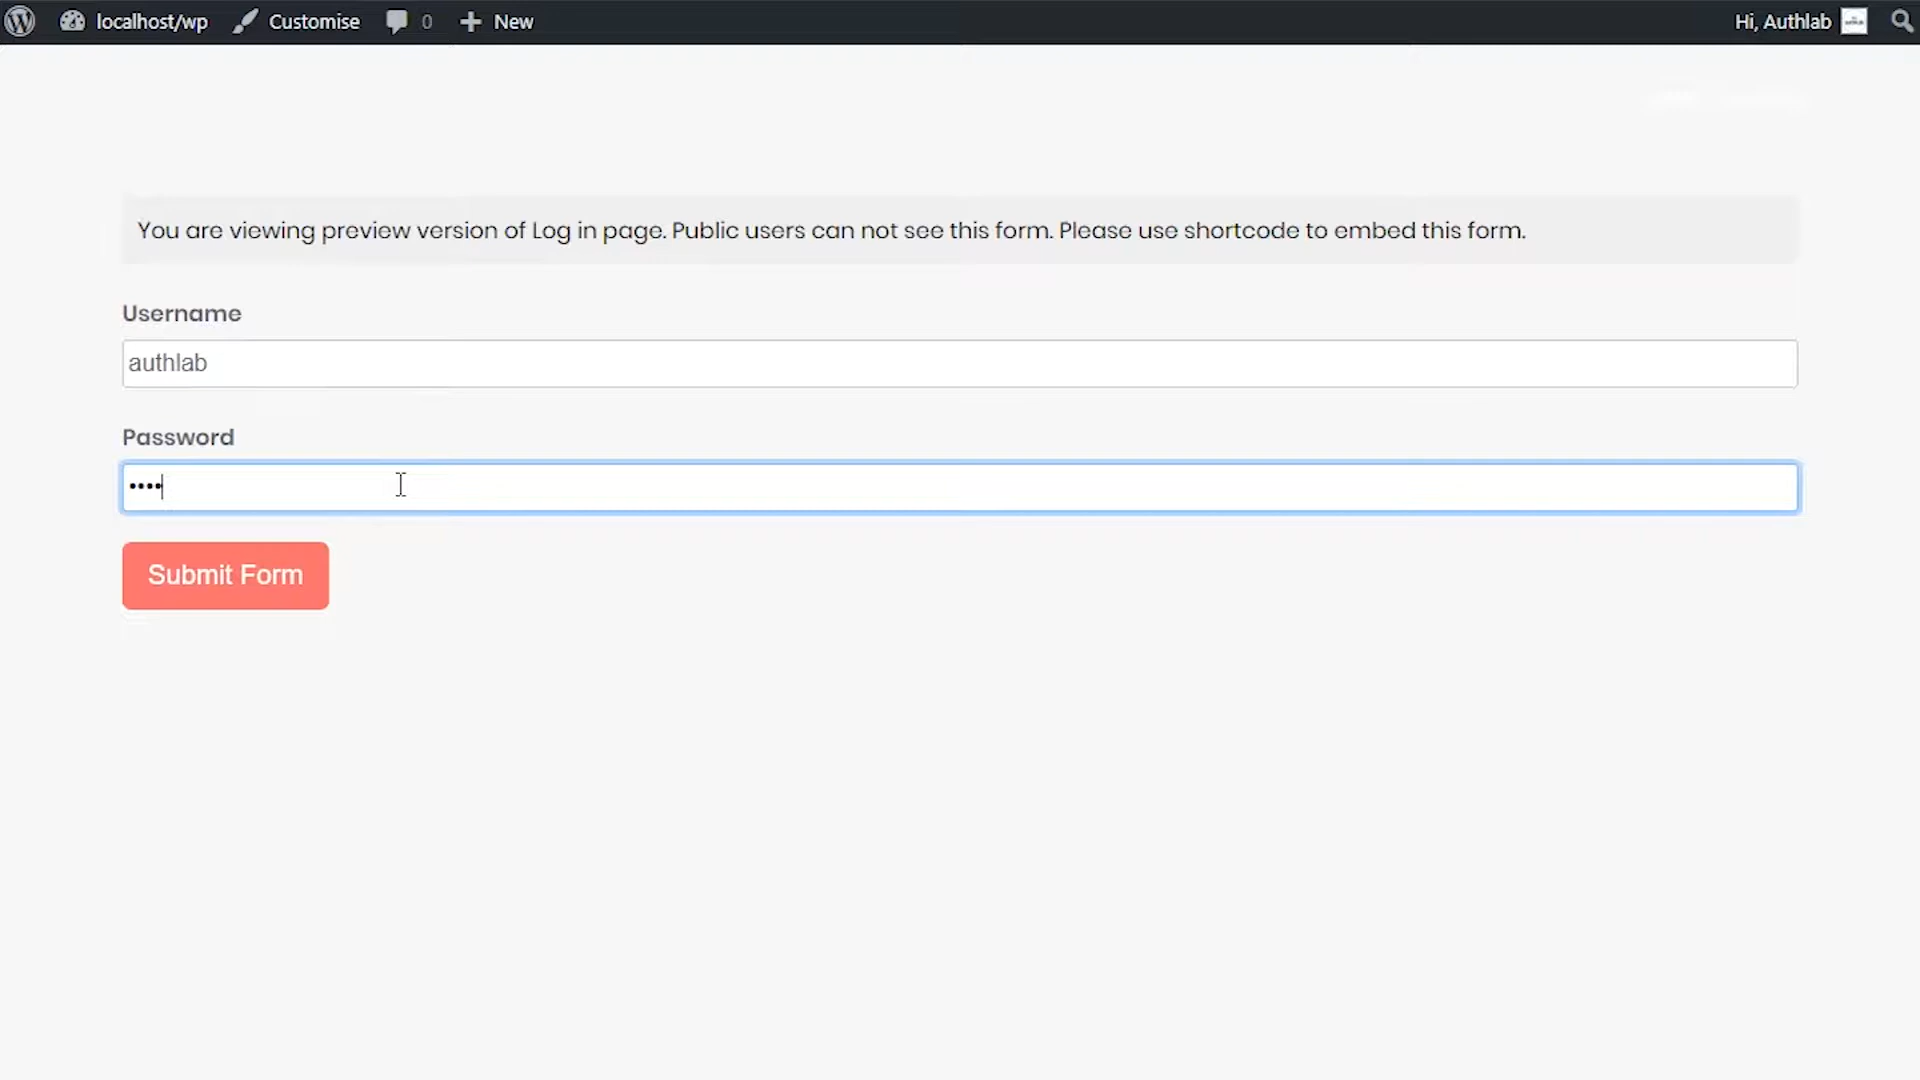 localhost/wp Customise 0 New Hi, Authlab
You are viewing preview version of Log in page. Public users can not see this form. Please use shortcode to embed this form.
Username
authlab
Password
••••
Submit Form